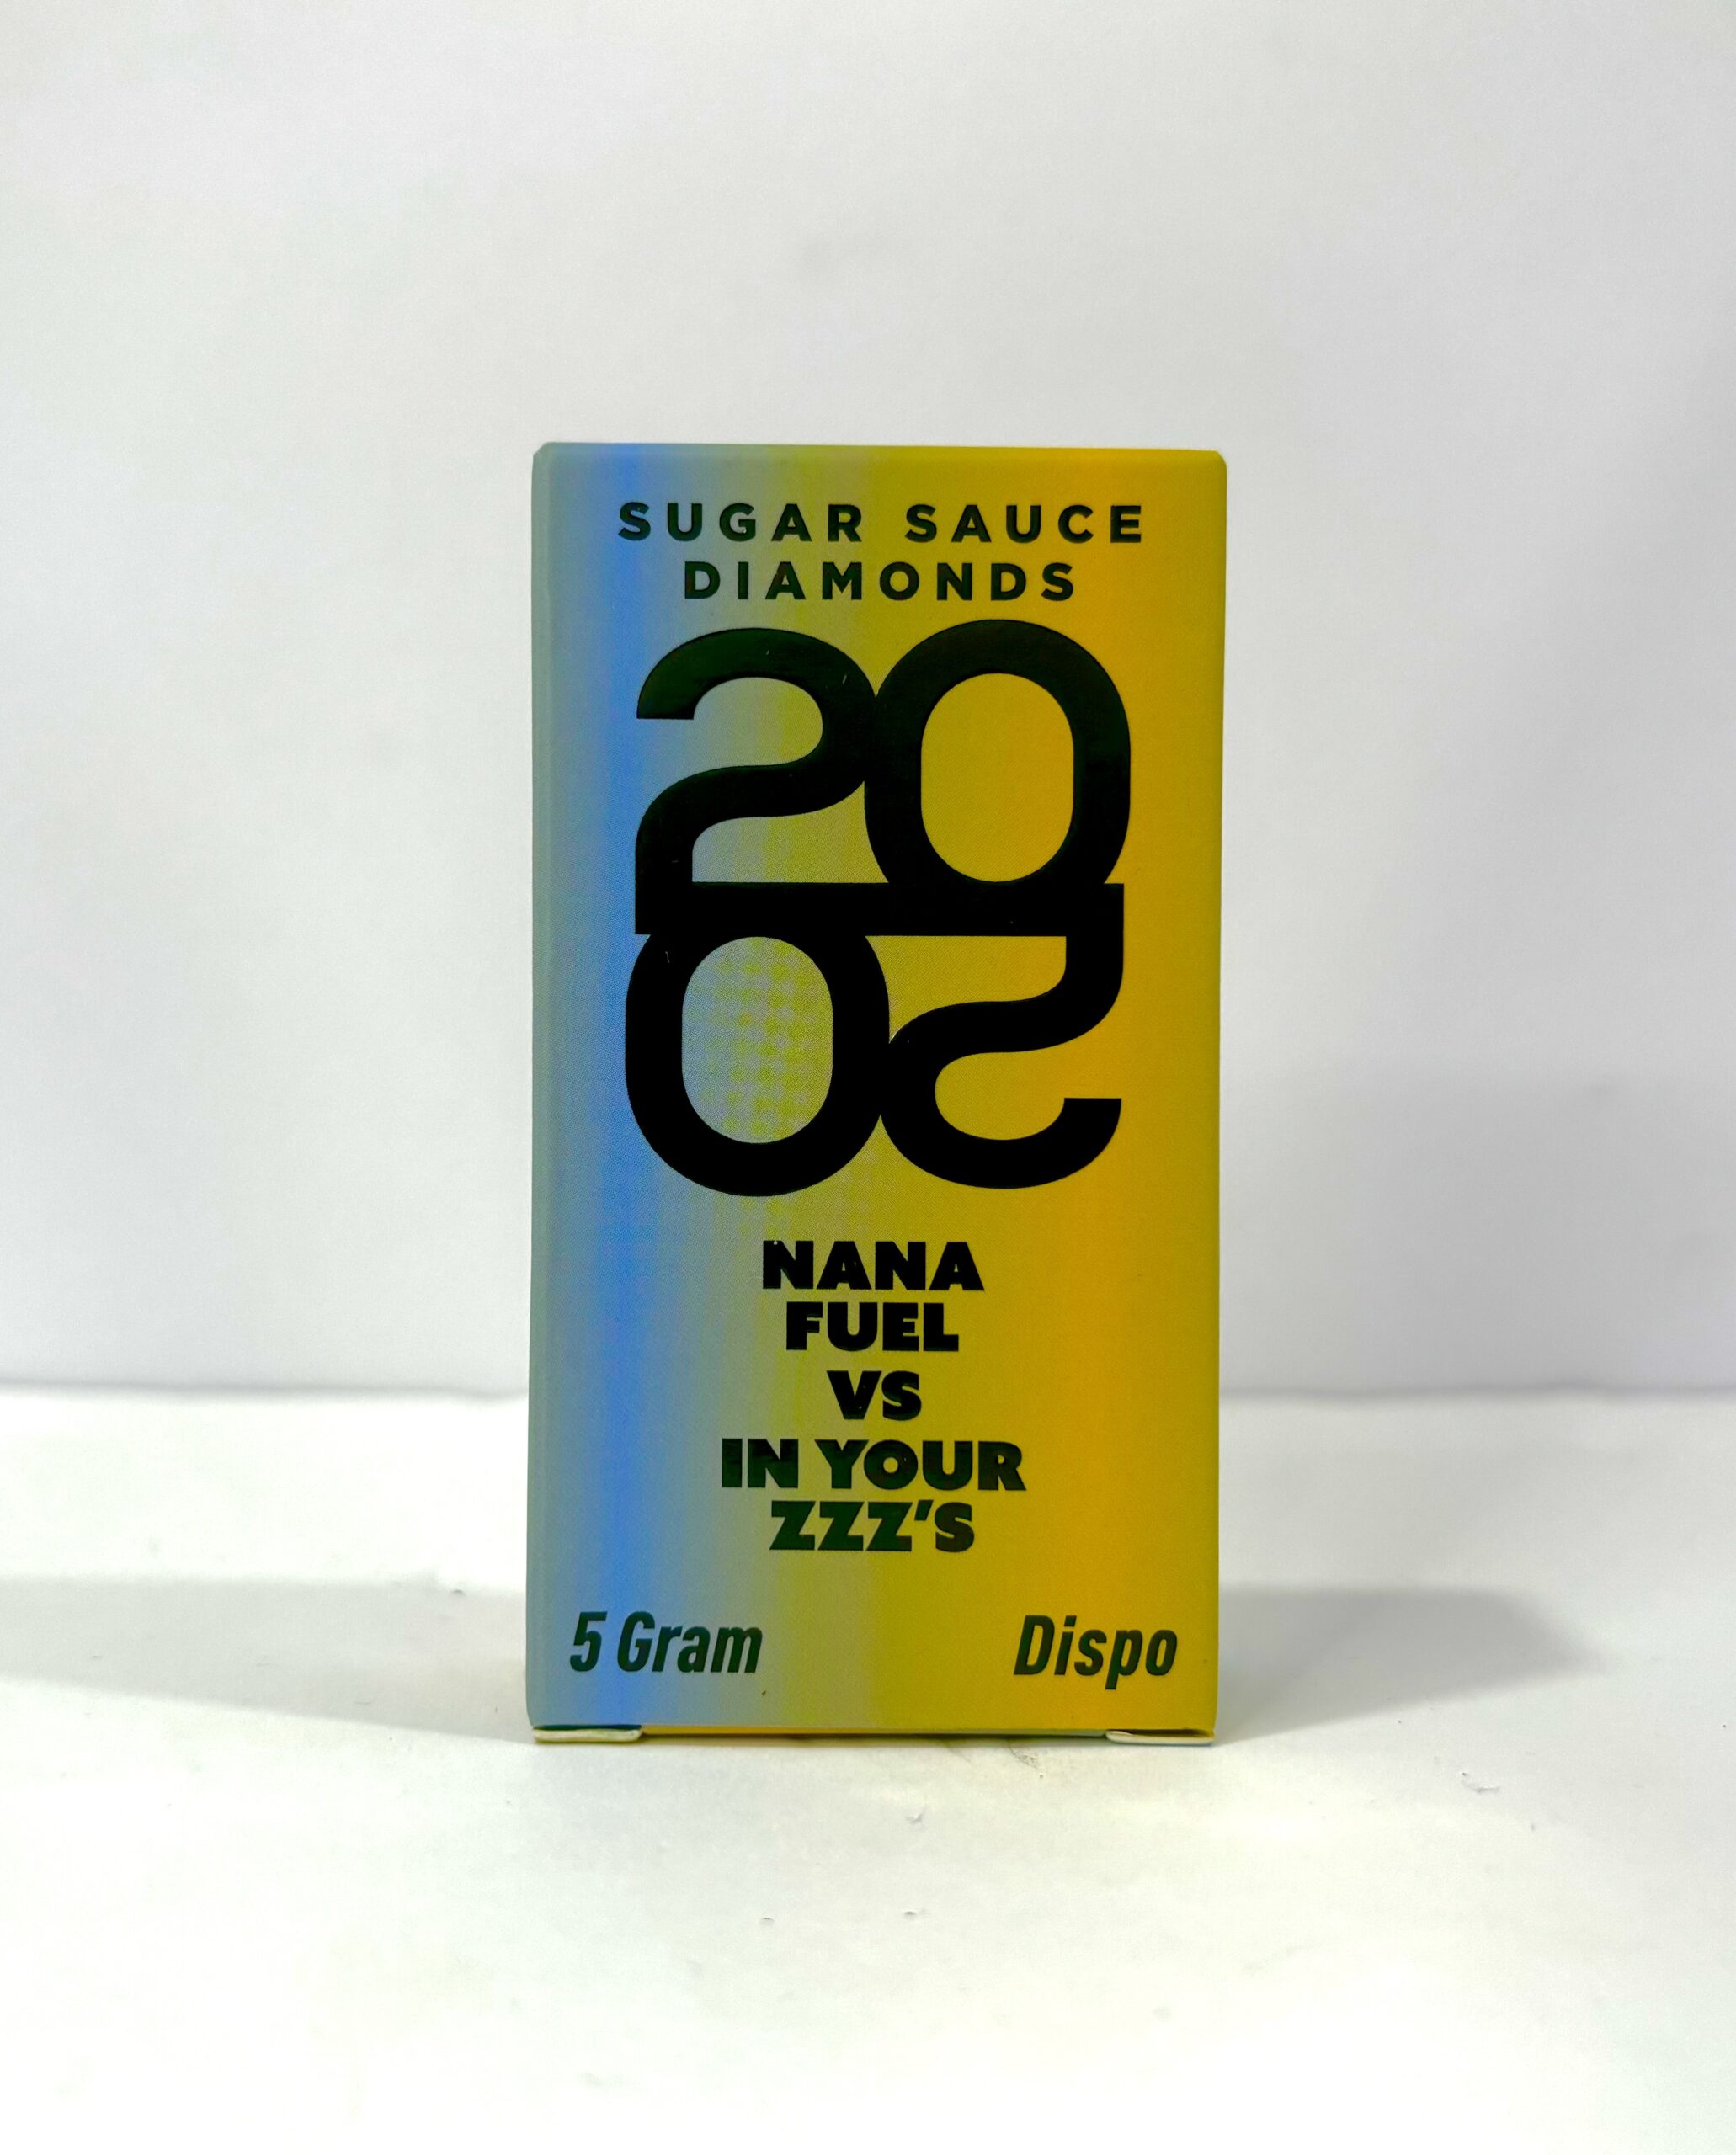 SUGAR SAUCE
DIAMONDS
20
20
NANA
FUEL
VS
IN YOUR
ZZZ'S
5 Gram
Dispo